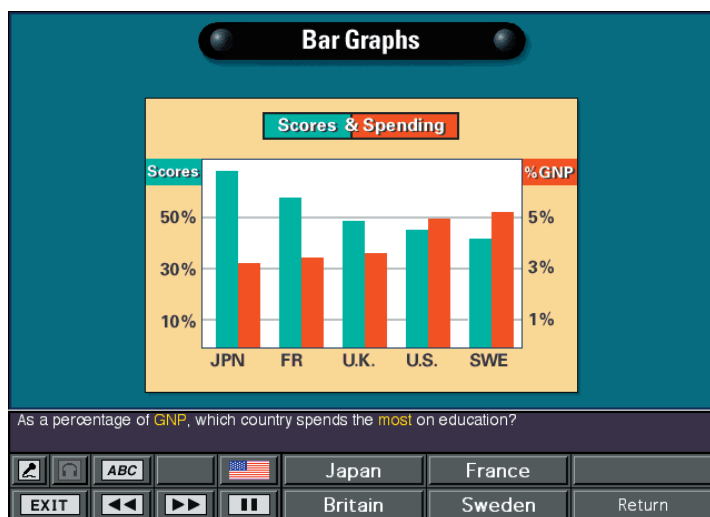 Bar Graphs
Scores & Spending
Scores
%GNP
50%
5%
30%
3%
10%
1%
JPN FR U.K. U.S. SWE
As a percentage of GNP, which country spends the most on education?
ABC
Japan France
EXIT
Britain Sweden Return